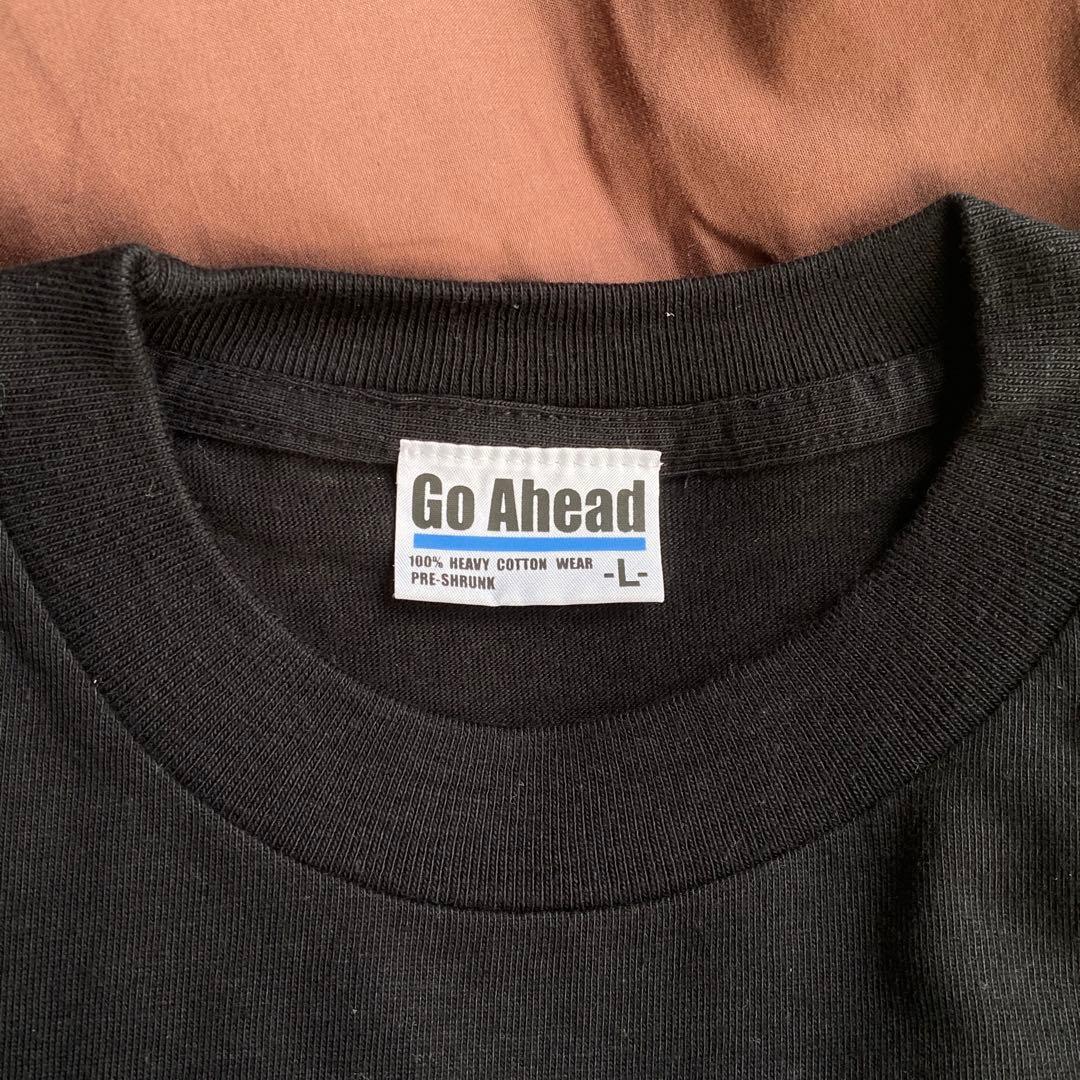 Go Ahead
100% HEAVY COTTON WEAR
PRE-SHRUNK
-L-